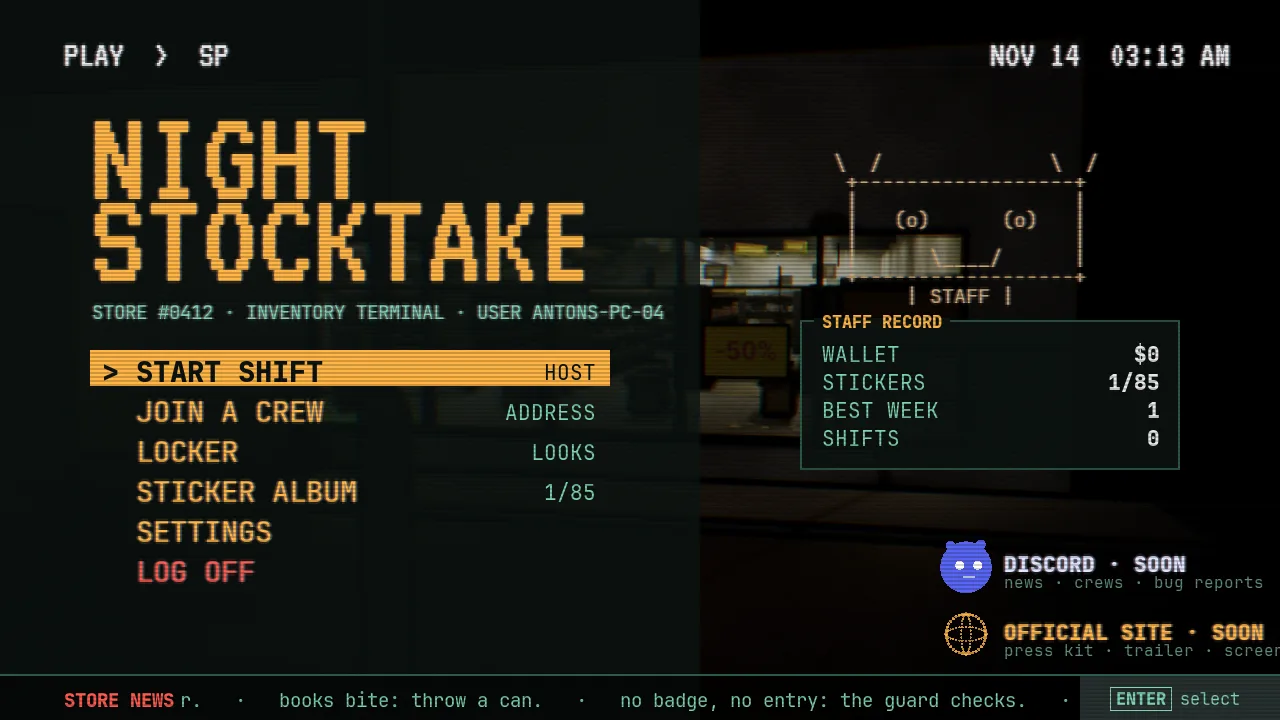 PLAY > SP
NOV 14 03:13 AM
NIGHT
STOCKTAKE
STORE #0412 · INVENTORY TERMINAL · USER ANTONS-PC-04
> START SHIFT HOST
JOIN A CREW ADDRESS
LOCKER LOOKS
STICKER ALBUM 1/85
SETTINGS
LOG OFF
(o) (o)
| STAFF |
-50%
STAFF RECORD
WALLET $0
STICKERS 1/85
BEST WEEK 1
SHIFTS 0
DISCORD · SOON
news · crews · bug reports
OFFICIAL SITE · SOON
press kit · trailer · screen
STORE NEWS r. · books bite: throw a can. · no badge, no entry: the guard checks. ·
ENTER select